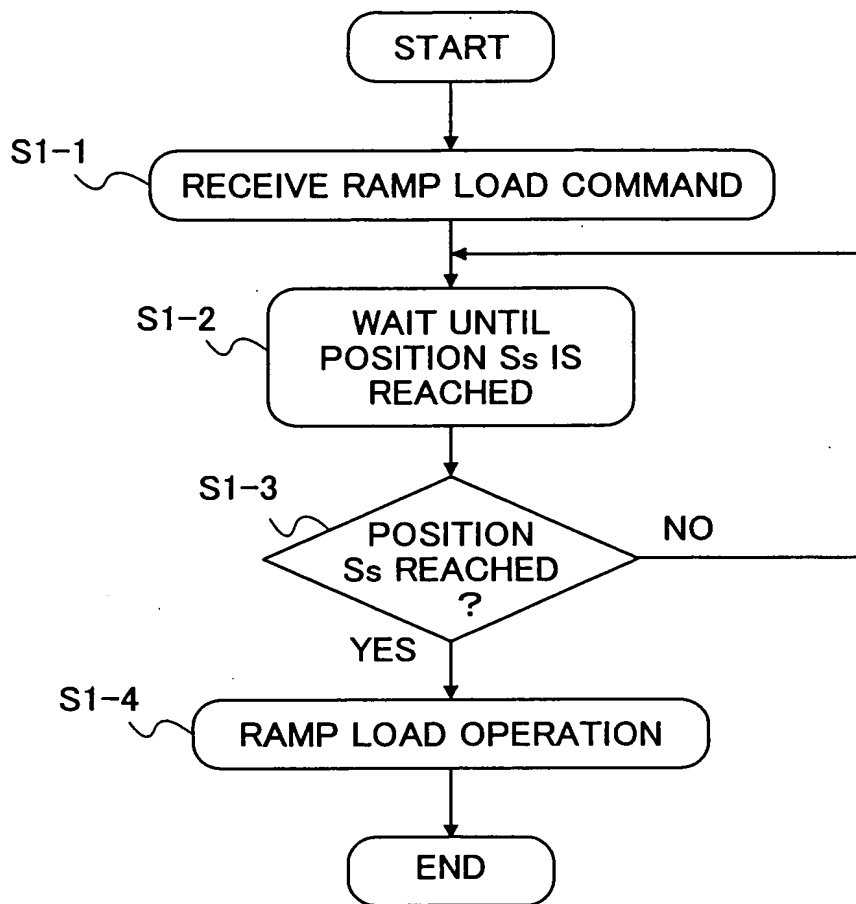 START
S1-1
RECEIVE RAMP LOAD COMMAND
S1-2
WAIT UNTIL
POSITION Ss IS
REACHED
S1-3
POSITION
Ss REACHED
?
NO
YES
S1-4
RAMP LOAD OPERATION
END